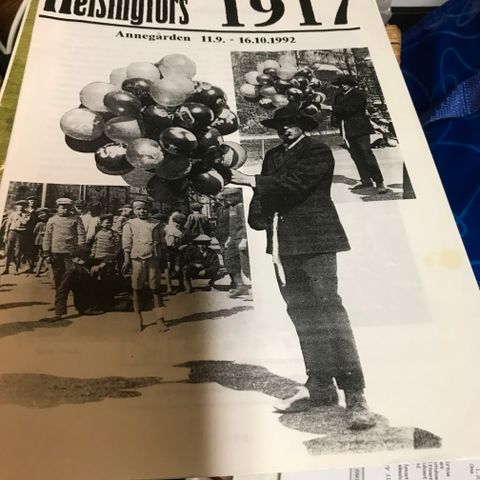 Helsingfors 1917
Annegården 11.9. - 16.10.1992